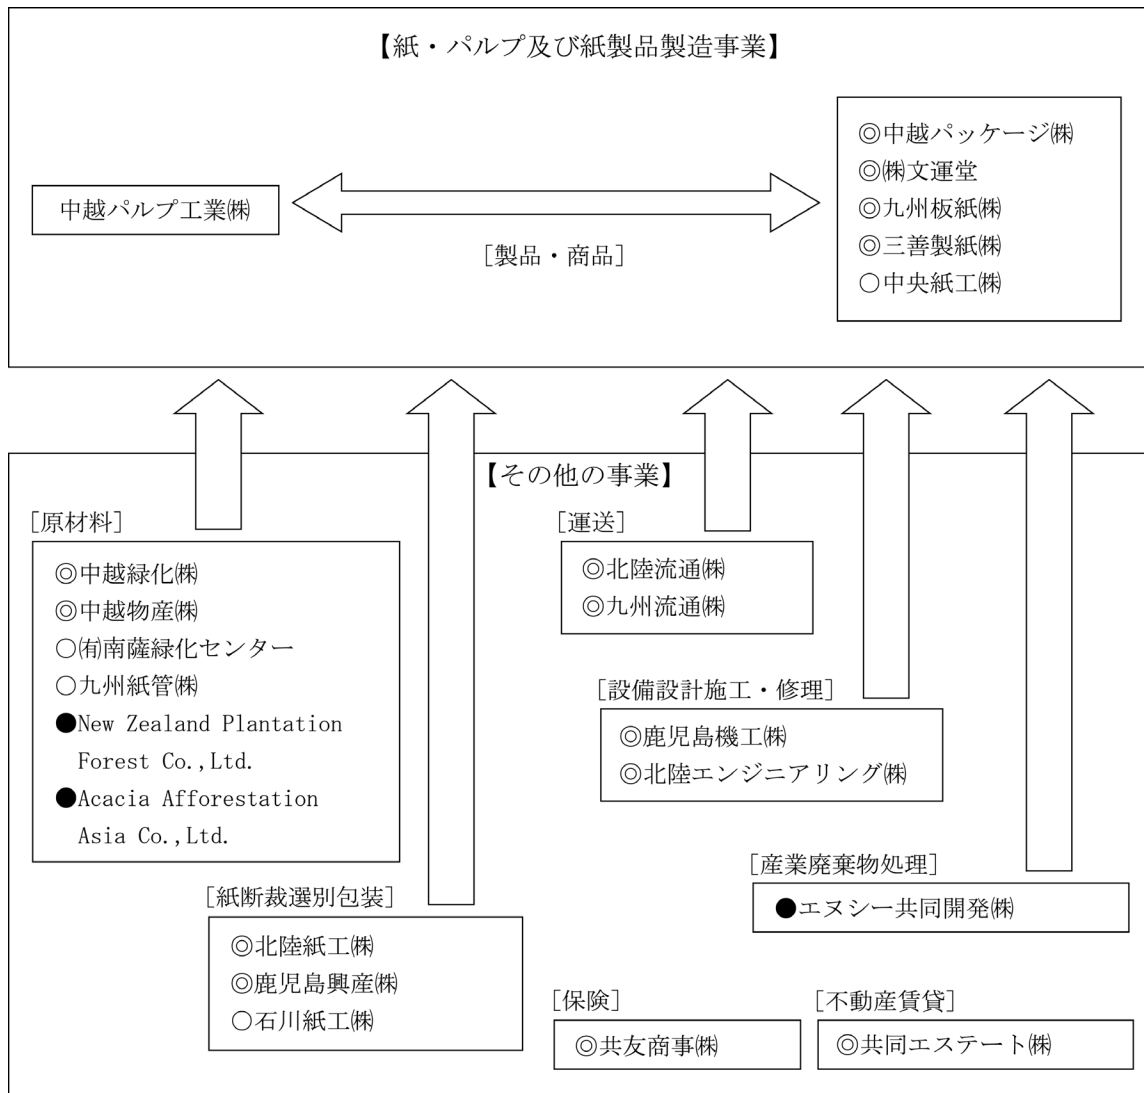 【紙・パルプ及び紙製品製造事業】
中越パルプ工業㈱
[製品・商品]
◎中越パッケージ㈱
◎㈱文運堂
◎九州板紙㈱
◎三善製紙㈱
○中央紙工㈱
【その他の事業】
[原材料]
◎中越緑化㈱
◎中越物産㈱
○㈲南薩緑化センター
○九州紙管㈱
●New Zealand Plantation
Forest Co.,Ltd.
●Acacia Afforestation
Asia Co.,Ltd.
[運送]
◎北陸流通㈱
◎九州流通㈱
[設備設計施工・修理]
◎鹿児島機工㈱
◎北陸エンジニアリング㈱
[産業廃棄物処理]
●エヌシー共同開発㈱
[紙断裁選別包装]
◎北陸紙工㈱
◎鹿児島興産㈱
○石川紙工㈱
[保険]
◎共友商事㈱
[不動産賃貸]
◎共同エステート㈱